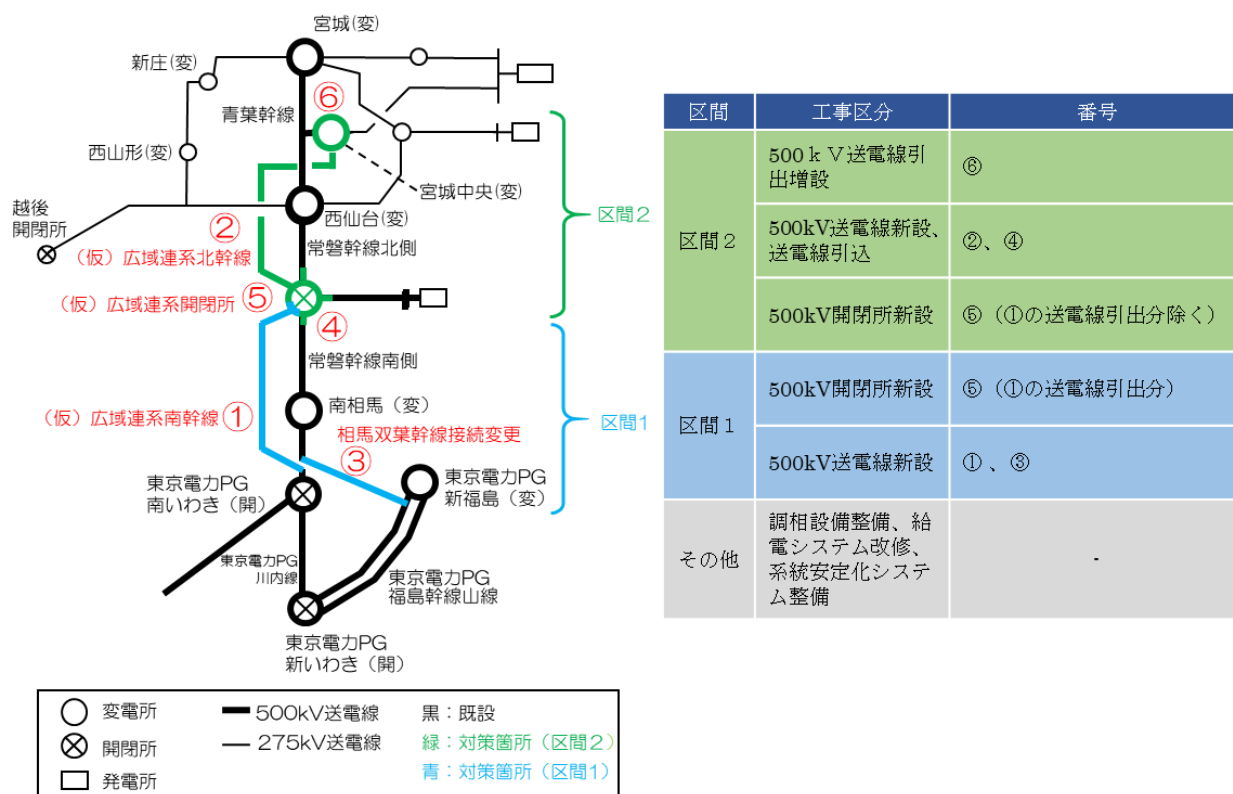 宮城(変)
新庄(変)
⑥
青葉幹線
西山形(変)
宮城中央(変)
越後
開閉所
西仙台(変)
区間2
②
常磐幹線北側
(仮)広域連系北幹線
(仮)広域連系開閉所
⑤
④
常磐幹線南側
(仮)広域連系南幹線
①
南相馬(変)
区間1
相馬双葉幹線接続変更
③
東京電力PG
新福島(変)
東京電力PG
南いわき(開)
東京電力PG
川内線
東京電力PG
福島幹線山線
東京電力PG
新いわき(開)
変電所
500kV送電線
黒:既設
開閉所
275kV送電線
緑:対策箇所(区間2)
発電所
青:対策箇所(区間1)
区間
工事区分
番号
区間2
500kV送電線引
出増設
⑥
500kV送電線新設、
送電線引込
②、④
500kV開閉所新設
⑤(①の送電線引出分除く)
区間1
500kV開閉所新設
⑤(①の送電線引出分)
500kV送電線新設
①、③
その他
調相設備整備、給
電システム改修、
系統安定化システ
ム整備
-